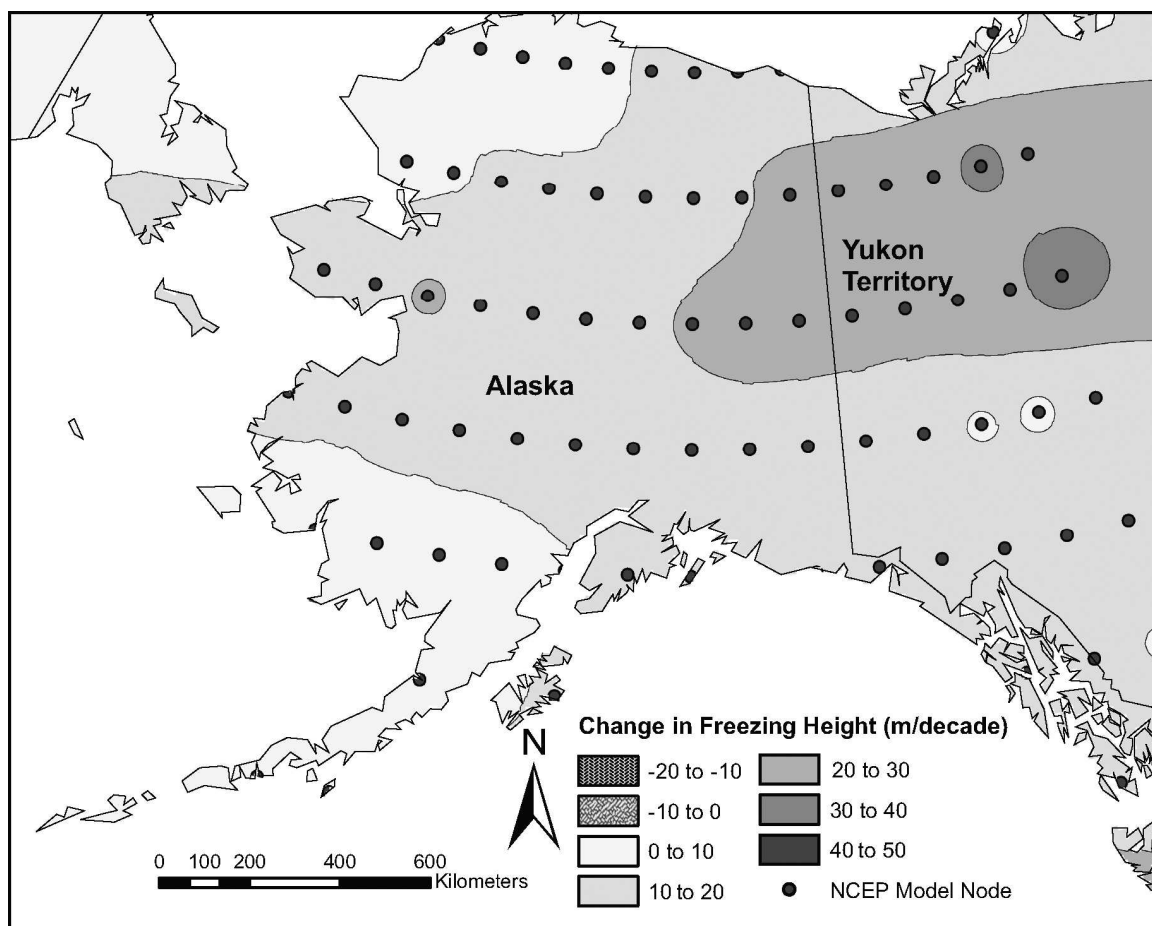 Yukon
Territory
Alaska
N
Change in Freezing Height (m/decade)
-20 to -10
20 to 30
-10 to 0
30 to 40
0 to 10
40 to 50
10 to 20
NCEP Model Node
0 100 200 400 600
Kilometers